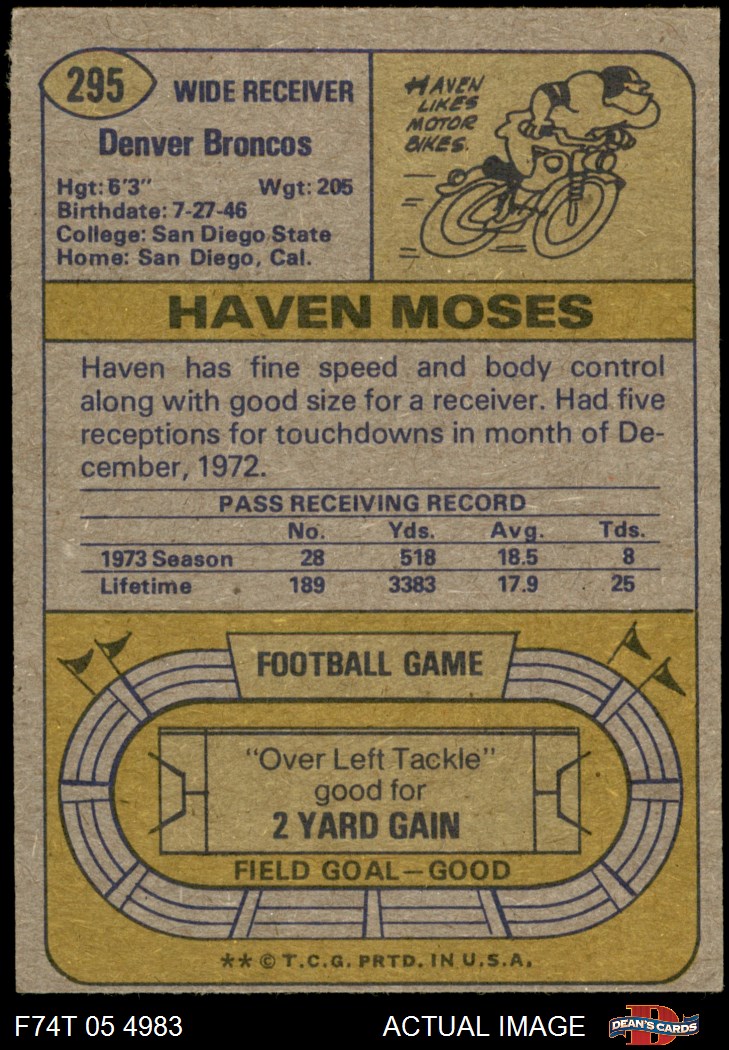 295
WIDE RECEIVER
Denver Broncos
Hgt: 6'3" Wgt: 205
Birthdate: 7-27-46
College: San Diego State
Home: San Diego, Cal.
HAVEN
LIKES
MOTOR
BIKES.
HAVEN MOSES
Haven has fine speed and body control
along with good size for a receiver. Had five
receptions for touchdowns in month of De-
cember, 1972.
PASS RECEIVING RECORD
No. Yds. Avg. Tds.
1973 Season 28 518 18.5 8
Lifetime 189 3383 17.9 25
FOOTBALL GAME
"Over Left Tackle"
good for
2 YARD GAIN
FIELD GOAL—GOOD
** © T.C.G. PRTD. IN U.S.A.
F74T 05 4983 ACTUAL IMAGE
D
DEAN'S CARDS